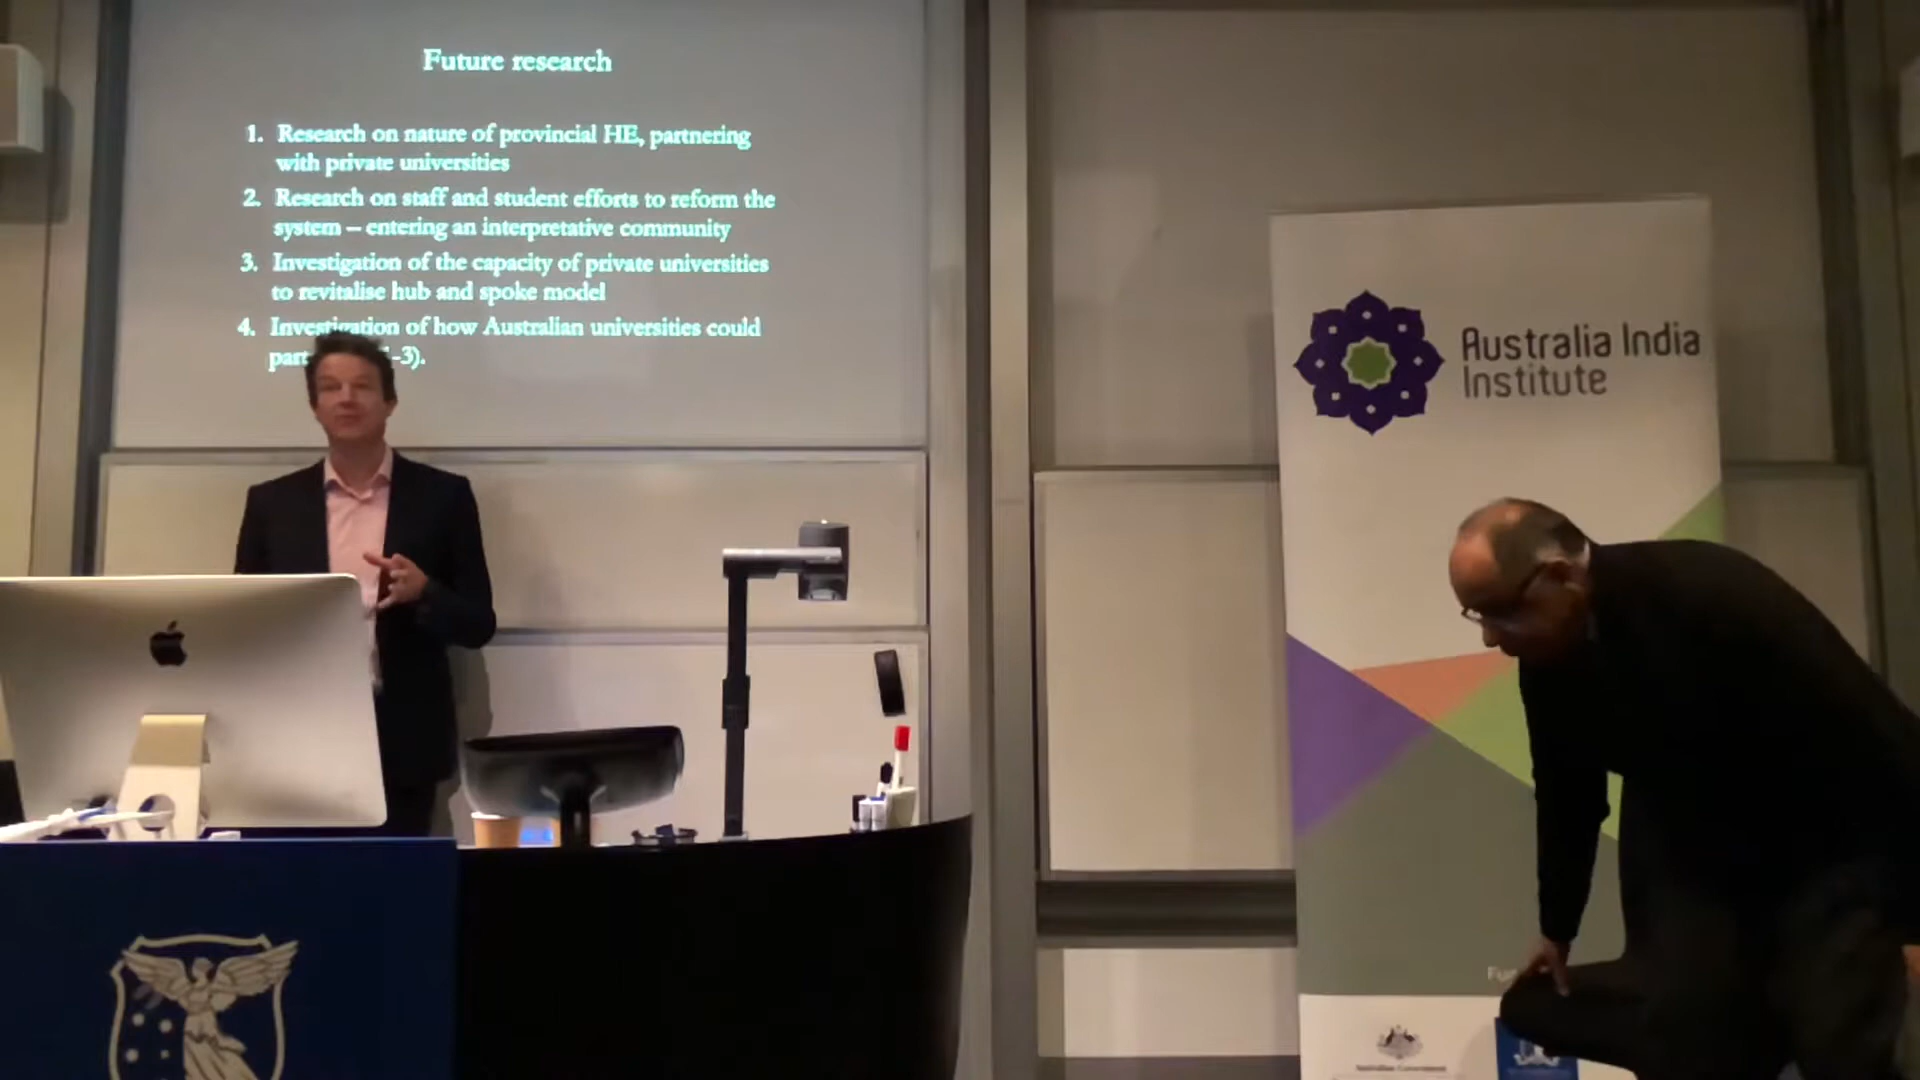 Future research
1. Research on nature of provincial HE, partnering
with private universities
2. Research on staff and student efforts to reform the
system – entering an interpretative community
3. Investigation of the capacity of private universities
to revitalise hub and spoke model
4. Investigation of how Australian universities could
-3).
Australia India
Institute
Australian Government